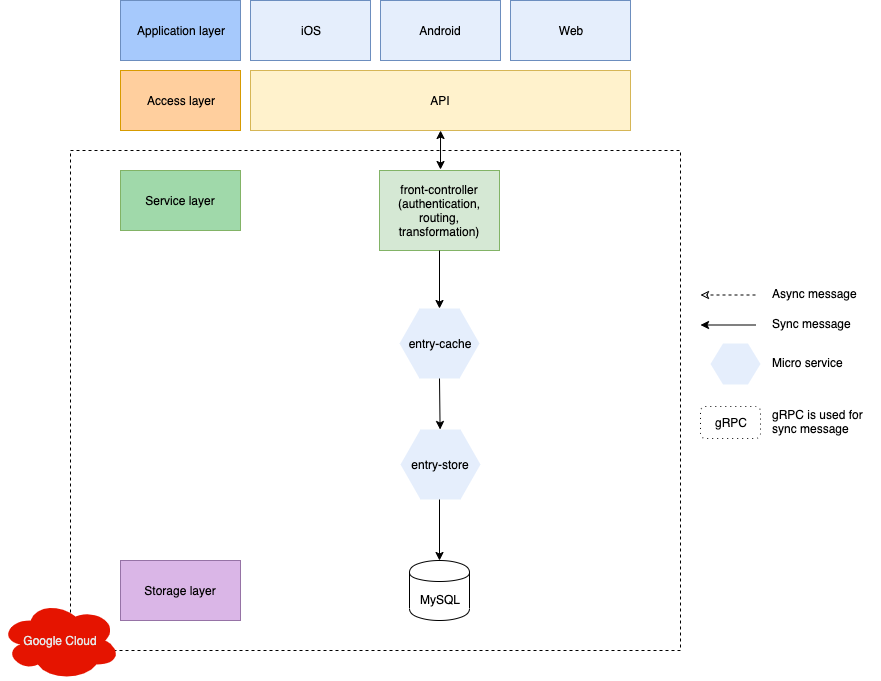 Application layer
iOS
Android
Web
Access layer
API
Service layer
front-controller
(authentication,
routing,
transformation)
Async message
Sync message
entry-cache
Micro service
gRPC
gRPC is used for
sync message
entry-store
Storage layer
MySQL
Google Cloud